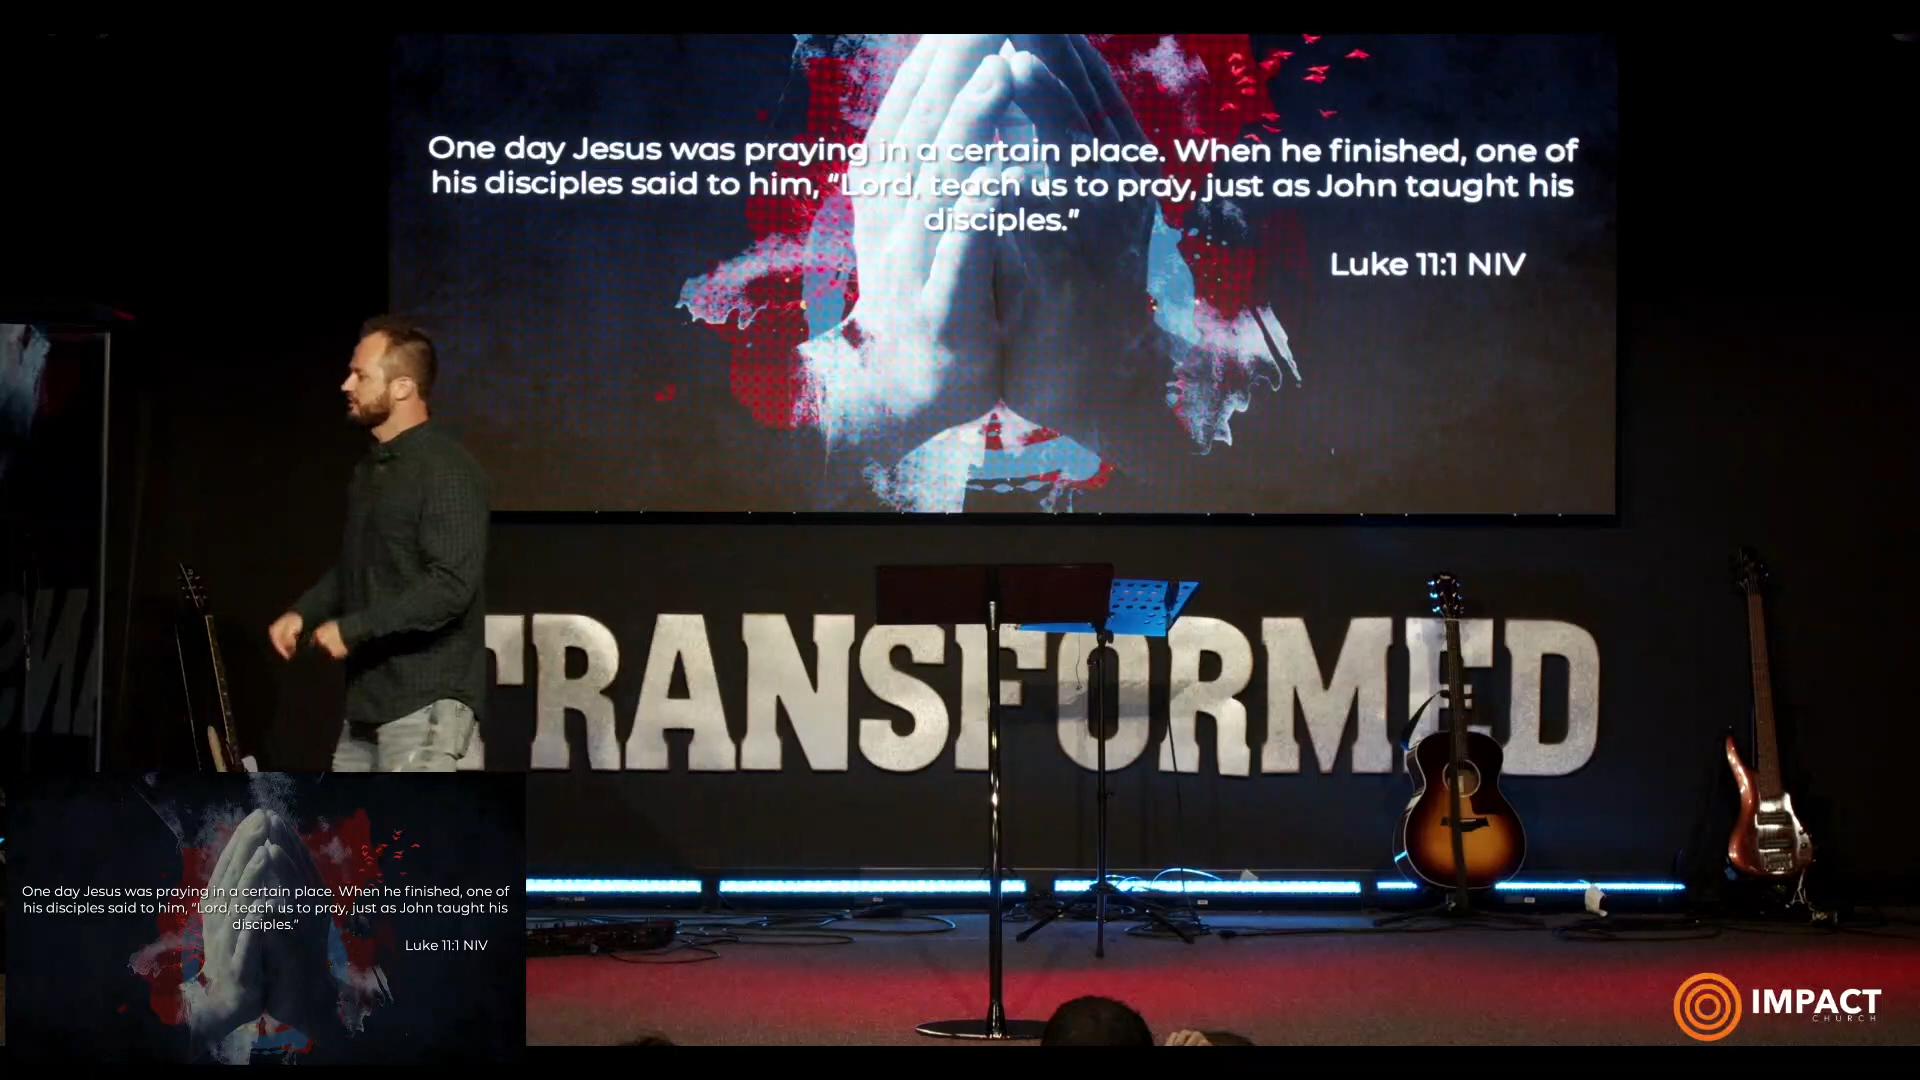 One day Jesus was praying in a certain place. When he finished, one of
his disciples said to him, “Lord, teach us to pray, just as John taught his
disciples.”
Luke 11:1 NIV
TRANSFORMED
One day Jesus was praying in a certain place. When he finished, one of
his disciples said to him, “Lord, teach us to pray, just as John taught his
disciples.”
Luke 11:1 NIV
IMPACT
CHURCH